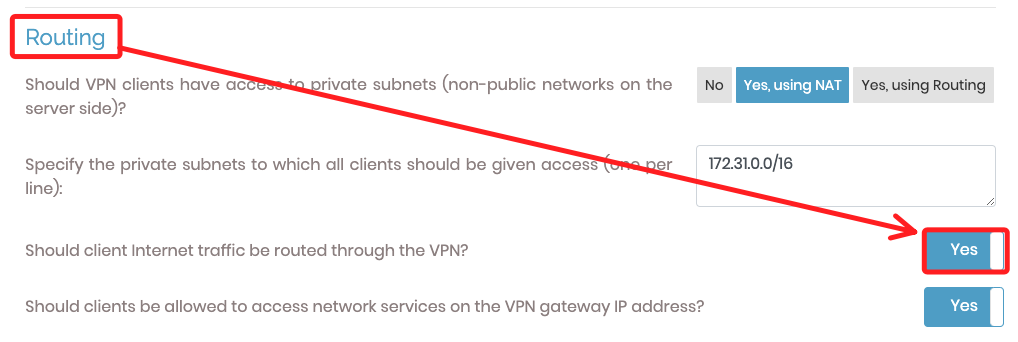 Routing
Should VPN clients have access to private subnets (non-public networks on the
server side)?
No Yes, using NAT Yes, using Routing
Specify the private subnets to which all clients should be given access (one per
line):
172.31.0.0/16
Should client Internet traffic be routed through the VPN?
Yes
Should clients be allowed to access network services on the VPN gateway IP address?
Yes